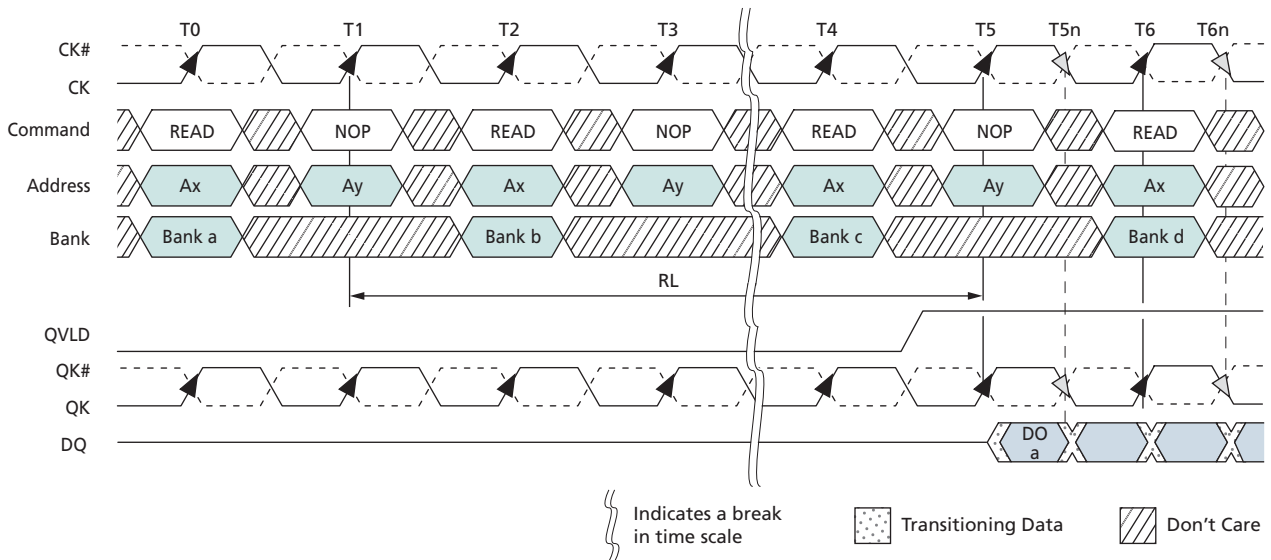 T0 T1 T2 T3 T4 T5 T5n T6 T6n
CK#
CK
Command READ NOP READ NOP READ NOP READ
Address Ax Ay Ax Ay Ax Ay Ax
Bank Bank a Bank b Bank c Bank d
RL
QVLD
QK#
QK
DQ DO
a
Indicates a break
in time scale
Transitioning Data
Don't Care